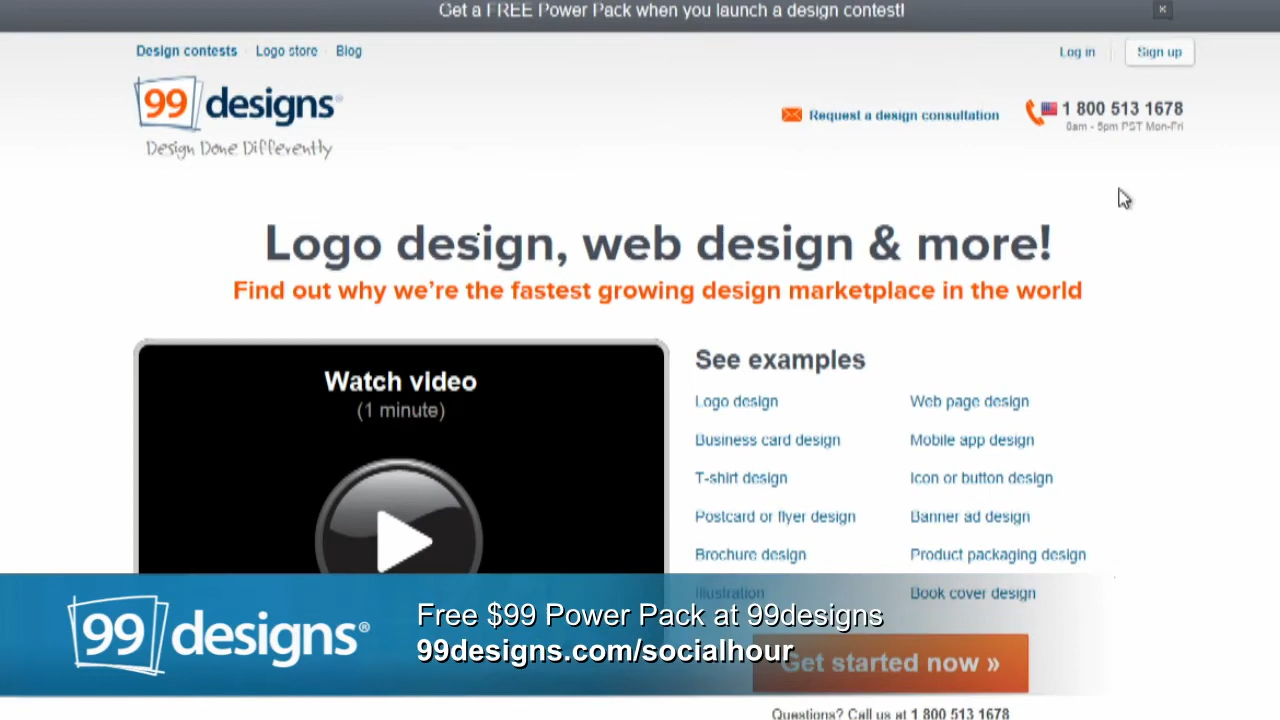 Get a FREE Power Pack when you launch a design contest!
Design contests Logo store Blog
Log in Sign up
99designs
Design Done Differently
Request a design consultation
1 800 513 1678
- 5pm PST Mon-Fri
Logo design, web design & more!
Find out why we're the fastest growing design marketplace in the world
Watch video
(1 minute)
See examples
Logo design Web page design
Business card design Mobile app design
T-shirt design Icon or button design
Postcard or flyer design Banner ad design
Brochure design Product packaging design
Illustration Book cover design
99designs®
Free $99 Power Pack at 99designs
99designs.com/socialhour
Get started now »
Questions? Call us at 1 800 513 1678